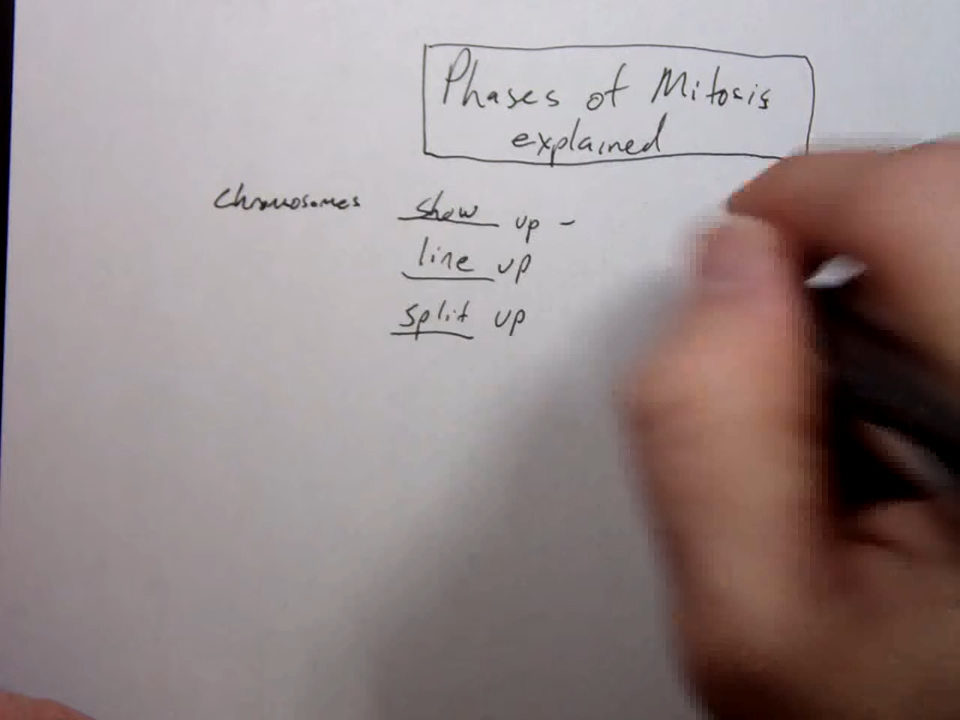 Phases of Mitosis
explained
Chromosomes show up -
line up
split up